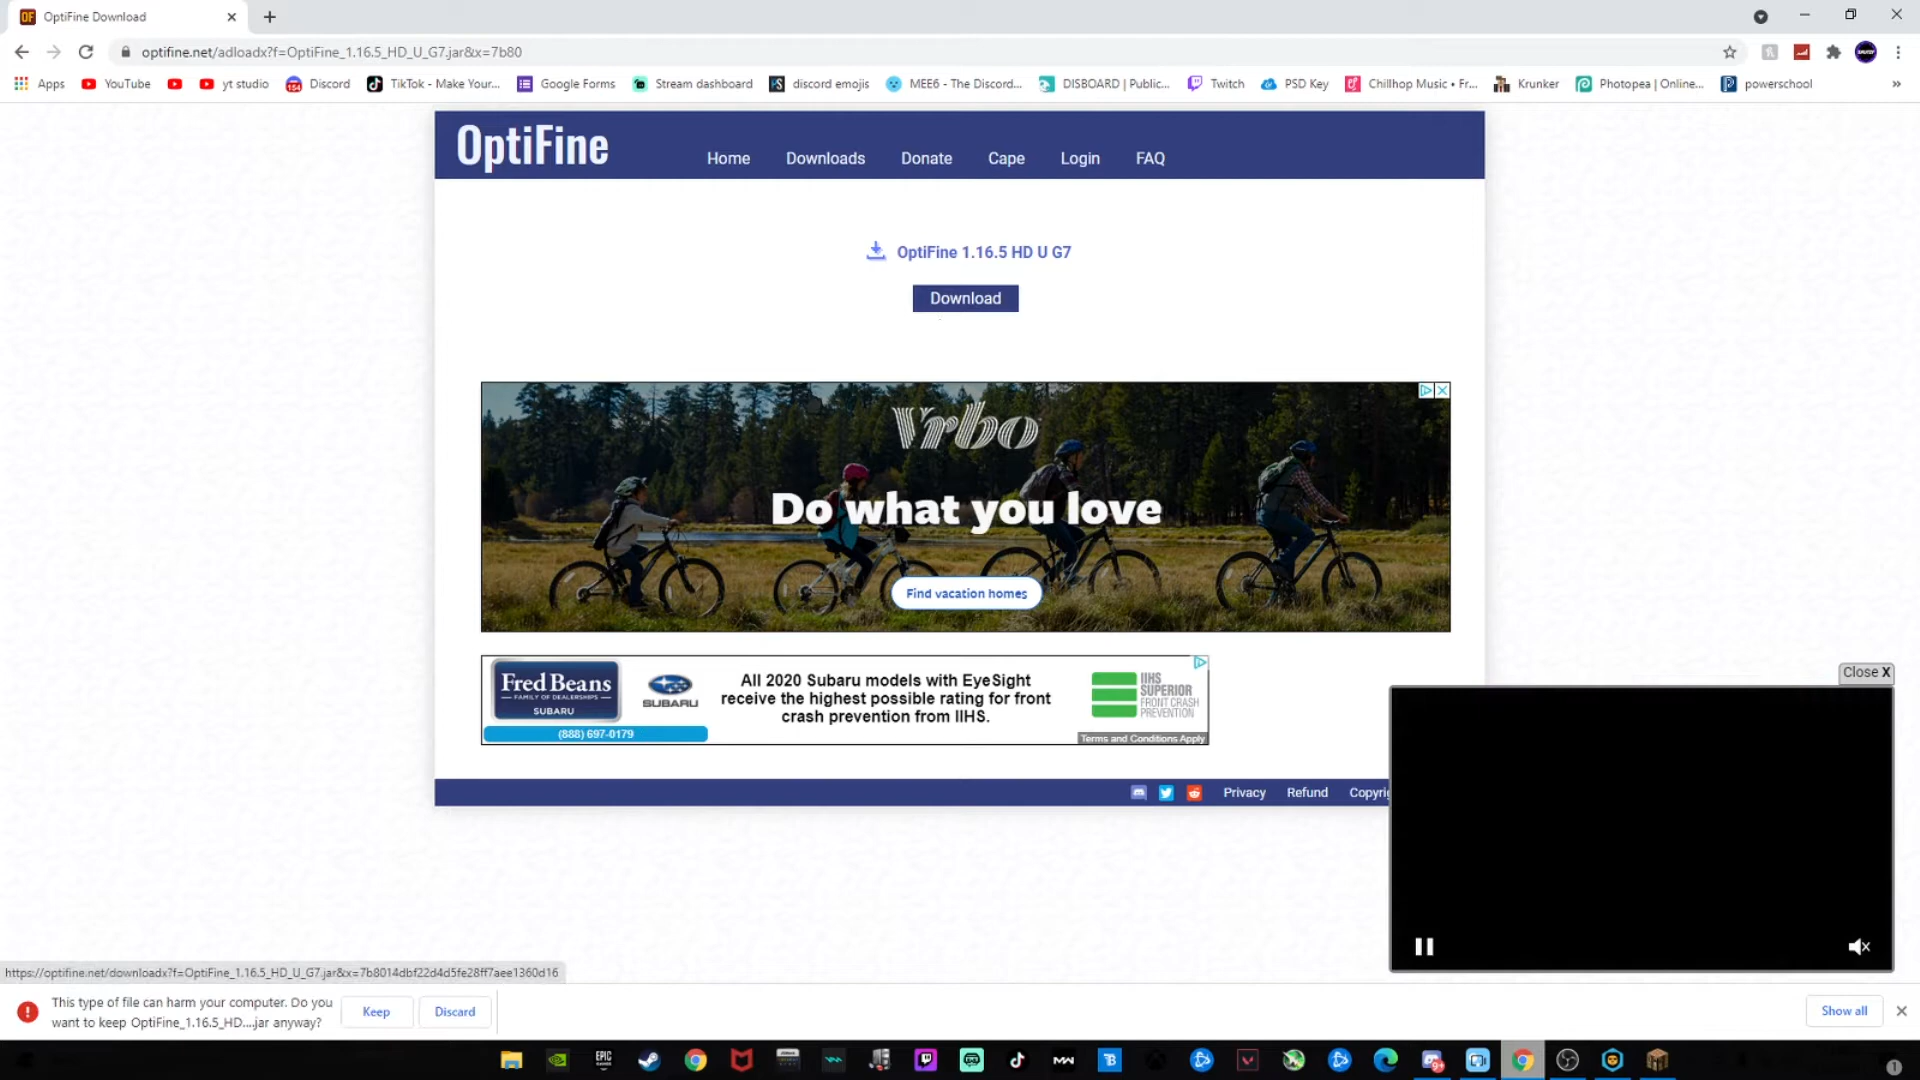 OptiFine Download
optifine.net/adloadx?f=OptiFine_1.16.5_HD_U_G7.jar&x=7b80
Apps YouTube yt studio Discord TikTok - Make Your... Google Forms Stream dashboard discord emojis MEE6 - The Discord... DISBOARD | Public... Twitch PSD Key Chillhop Music • Fr... Krunker Photopea | Online... powerschool »
OptiFine
Home Downloads Donate Cape Login FAQ
OptiFine 1.16.5 HD U G7
Download
Vrbo
Do what you love
Find vacation homes
Fred Beans
FAMILY OF DEALERSHIPS
SUBARU
(888) 697-0179
SUBARU
All 2020 Subaru models with EyeSight
receive the highest possible rating for front
crash prevention from IIHS.
IIHS
SUPERIOR
FRONT CRASH
PREVENTION
Terms and Conditions Apply
Close X
Privacy Refund Copyrig
https://optifine.net/downloadx?f=OptiFine_1.16.5_HD_U_G7.jar&x=7b8014dbf22d4d5fe28ff7aee1360d16
This type of file can harm your computer. Do you
want to keep OptiFine_1.16.5_HD....jar anyway?
Keep Discard
Show all